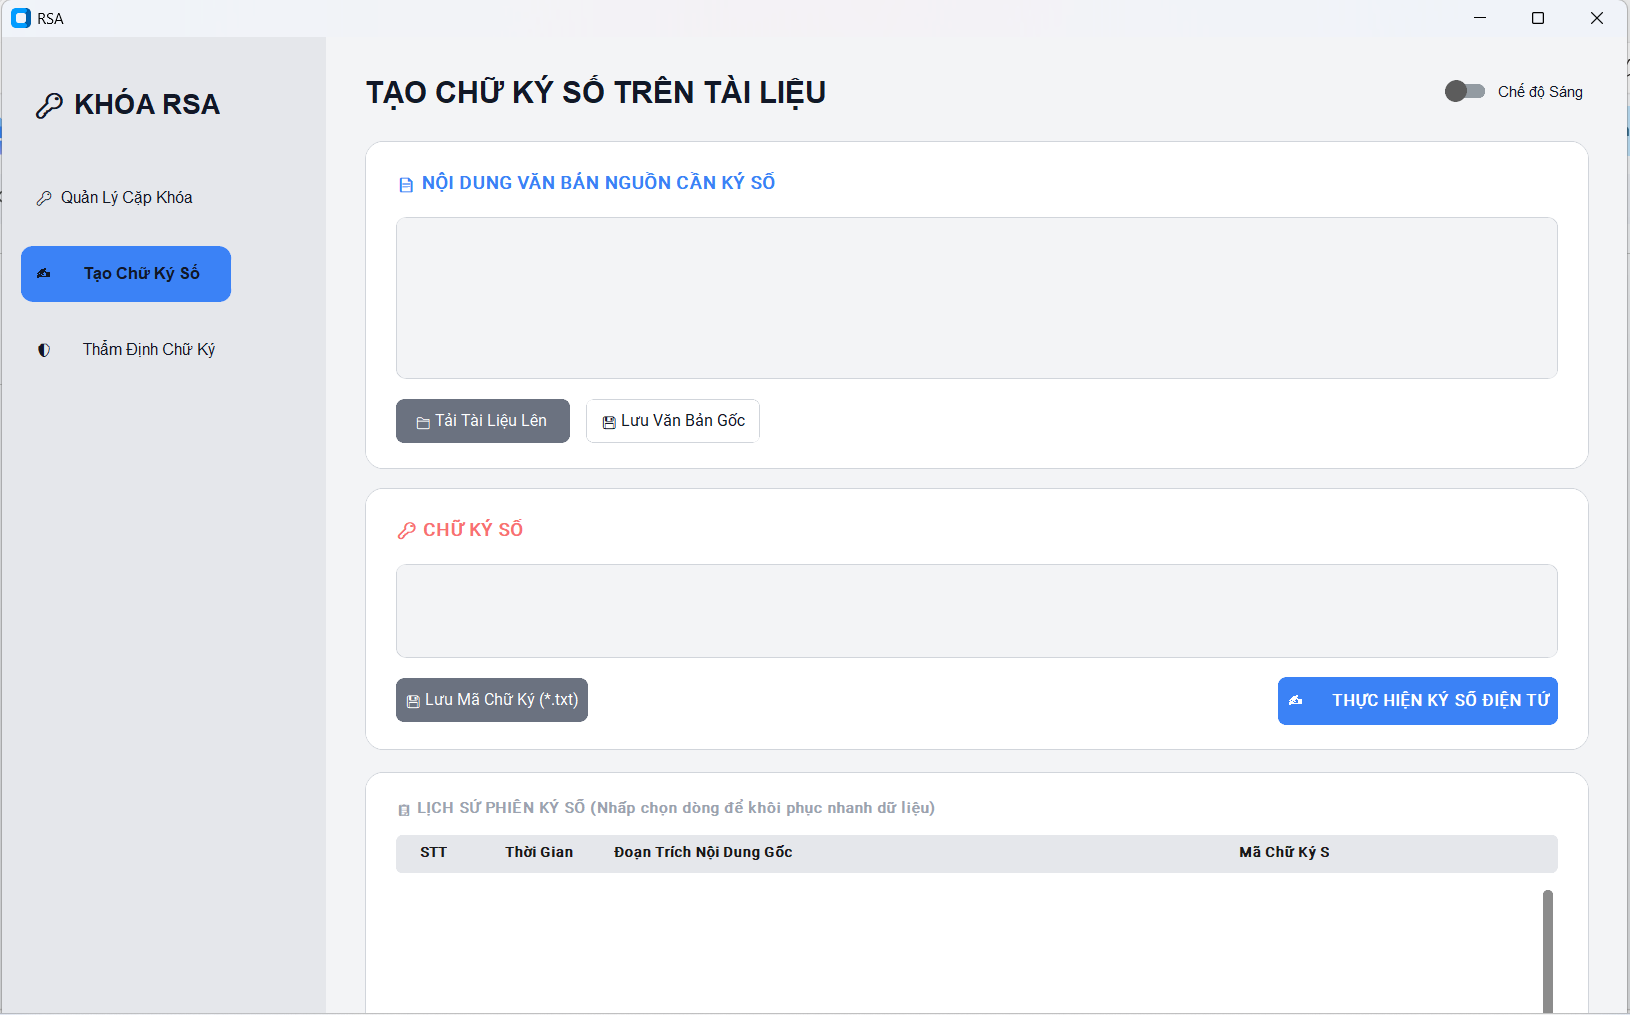 RSA
KHÓA RSA
Quản Lý Cặp Khóa
Tạo Chữ Ký Số
Thẩm Định Chữ Ký
TẠO CHỮ KÝ SỐ TRÊN TÀI LIỆU
Chế độ Sáng
NỘI DUNG VĂN BẢN NGUỒN CẦN KÝ SỐ
Tải Tài Liệu Lên
Lưu Văn Bản Gốc
CHỮ KÝ SỐ
Lưu Mã Chữ Ký (*.txt)
THỰC HIỆN KÝ SỐ ĐIỆN TỬ
LỊCH SỬ PHIÊN KÝ SỐ (Nhấp chọn dòng để khôi phục nhanh dữ liệu)
STT Thời Gian Đoạn Trích Nội Dung Gốc Mã Chữ Ký S